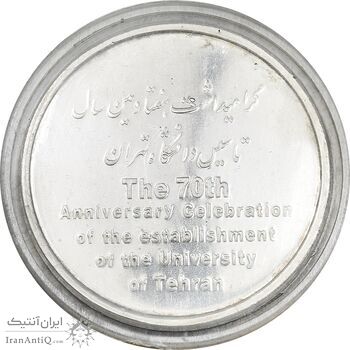 گرامیداشت هفتادمین سال
تاسیس دانشگاه تهران
The 70th
Anniversary Celebration
of the establishment
of the University
of Tehran
ایران‌آنتیک
IranAntiQ.com